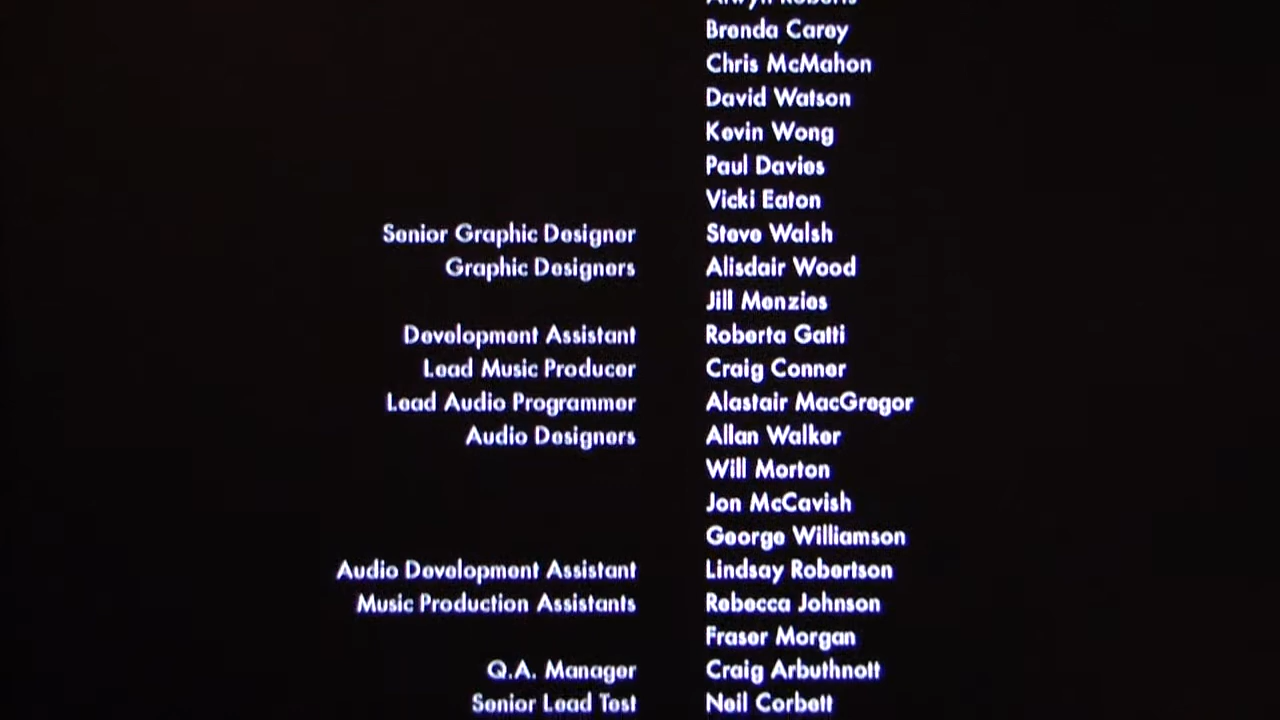 Brenda Carey
Chris McMahon
David Watson
Kevin Wong
Paul Davies
Vicki Eaton
Senior Graphic Designer Steve Walsh
Graphic Designers Alisdair Wood
Jill Menzies
Development Assistant Roberta Gatti
Lead Music Producer Craig Conner
Lead Audio Programmer Alastair MacGregor
Audio Designers Allan Walker
Will Morton
Jon McCavish
George Williamson
Audio Development Assistant Lindsay Robertson
Music Production Assistants Rebecca Johnson
Fraser Morgan
Q.A. Manager Craig Arbuthnott
Senior Lead Test Neil Corbett